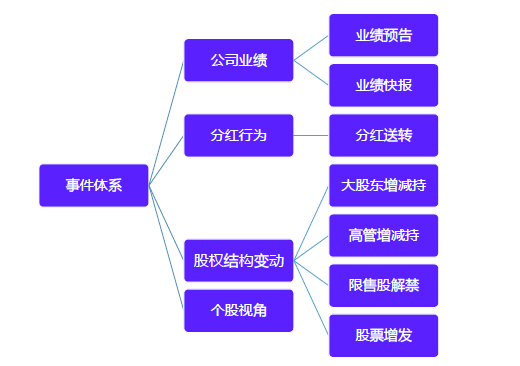 事件体系
公司业绩
业绩预告
业绩快报
分红行为
分红送转
股权结构变动
大股东增减持
高管增减持
限售股解禁
股票增发
个股视角